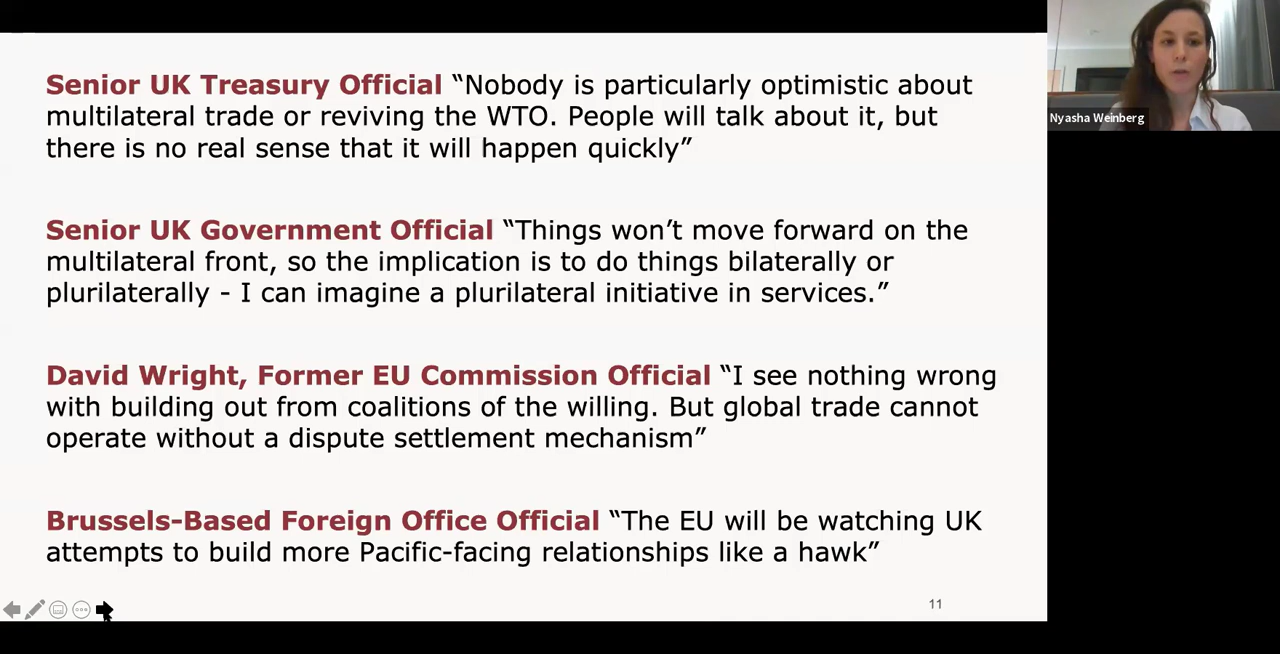 Senior UK Treasury Official “Nobody is particularly optimistic about
multilateral trade or reviving the WTO. People will talk about it, but
there is no real sense that it will happen quickly”
Senior UK Government Official “Things won’t move forward on the
multilateral front, so the implication is to do things bilaterally or
plurilaterally - I can imagine a plurilateral initiative in services.”
David Wright, Former EU Commission Official “I see nothing wrong
with building out from coalitions of the willing. But global trade cannot
operate without a dispute settlement mechanism”
Brussels-Based Foreign Office Official “The EU will be watching UK
attempts to build more Pacific-facing relationships like a hawk”
11
Nyasha Weinberg